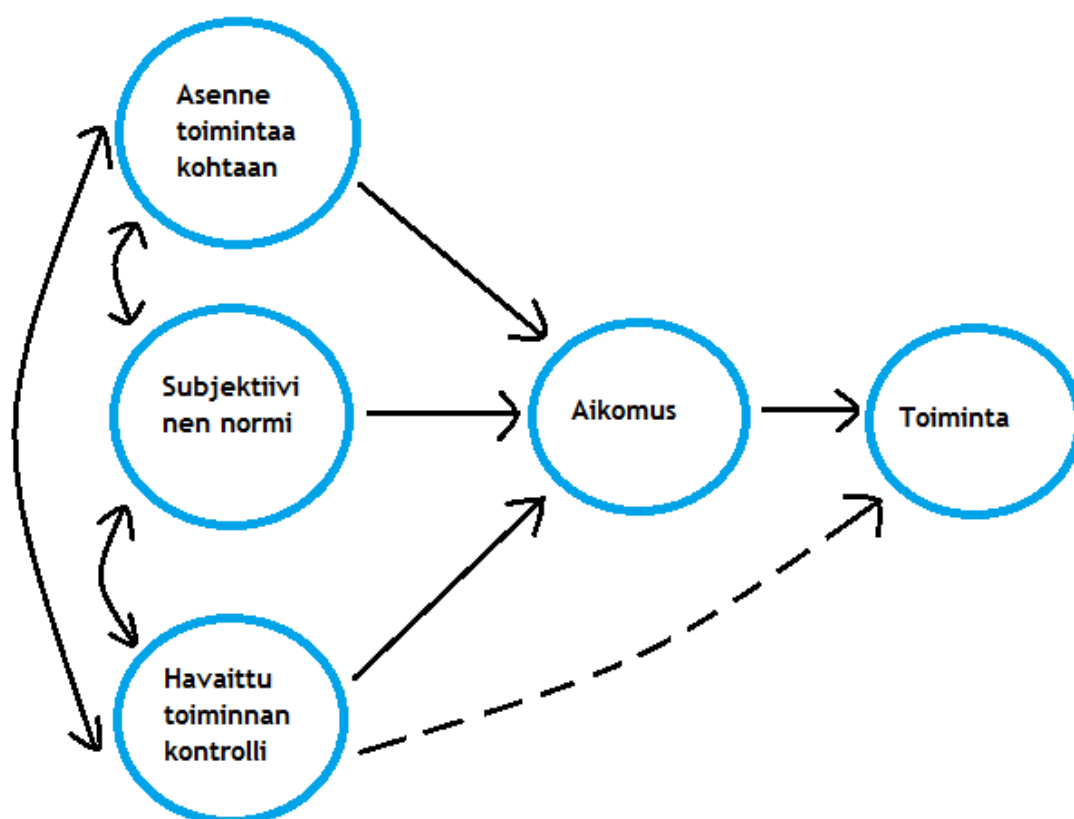 Asenne
toimintaa
kohtaan
Subjektiivi
nen normi
Aikomus
Toiminta
Havaittu
toiminnan
kontrolli